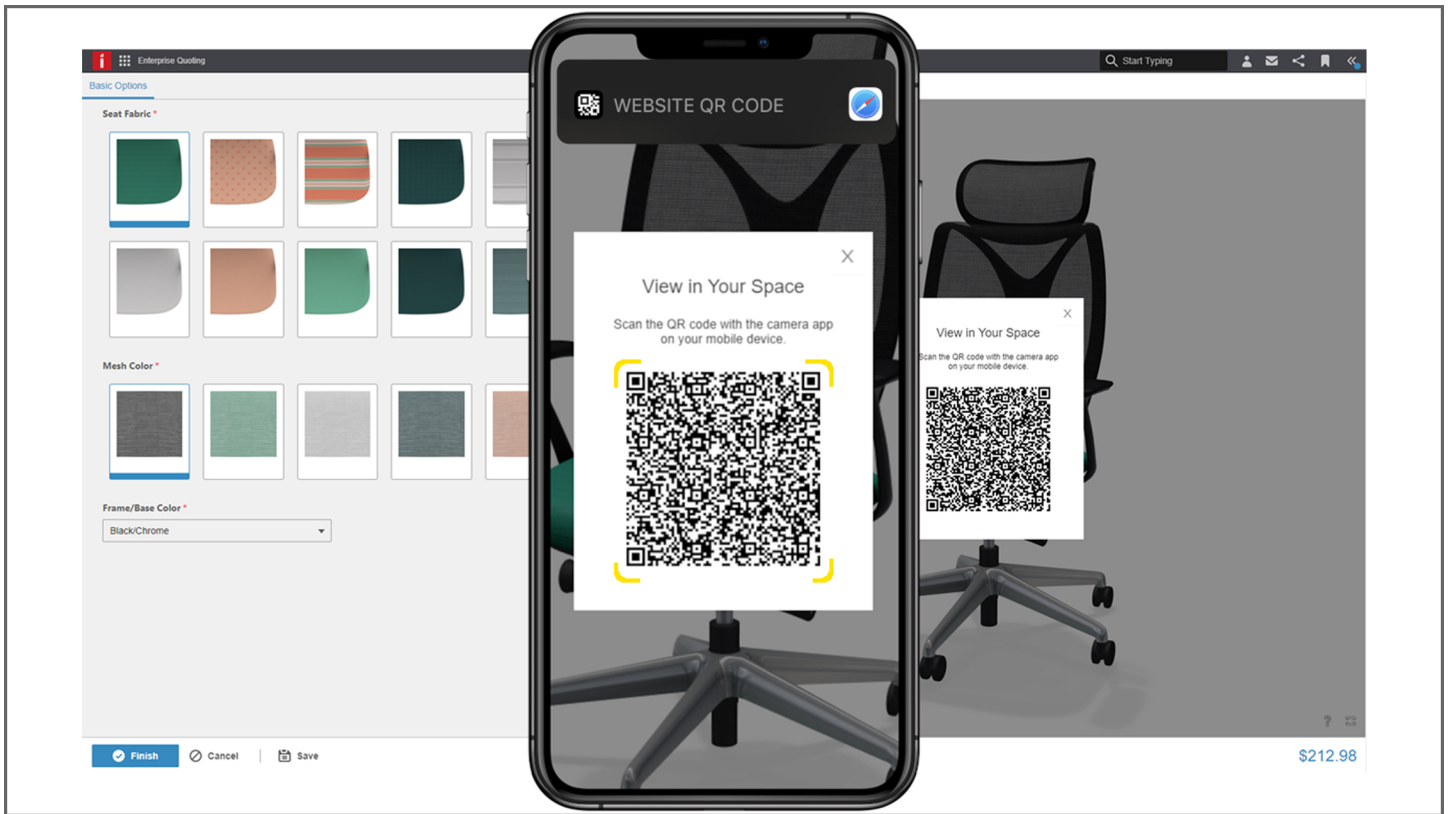 i
Enterprise Quoting
Start Typing
Basic Options
Seat Fabric *
Mesh Color *
Frame/Base Color *
Black/Chrome
Finish
Cancel
Save
WEBSITE QR CODE
X
View in Your Space
Scan the QR code with the camera app
on your mobile device.
X
View in Your Space
Scan the QR code with the camera app
on your mobile device.
?
$212.98